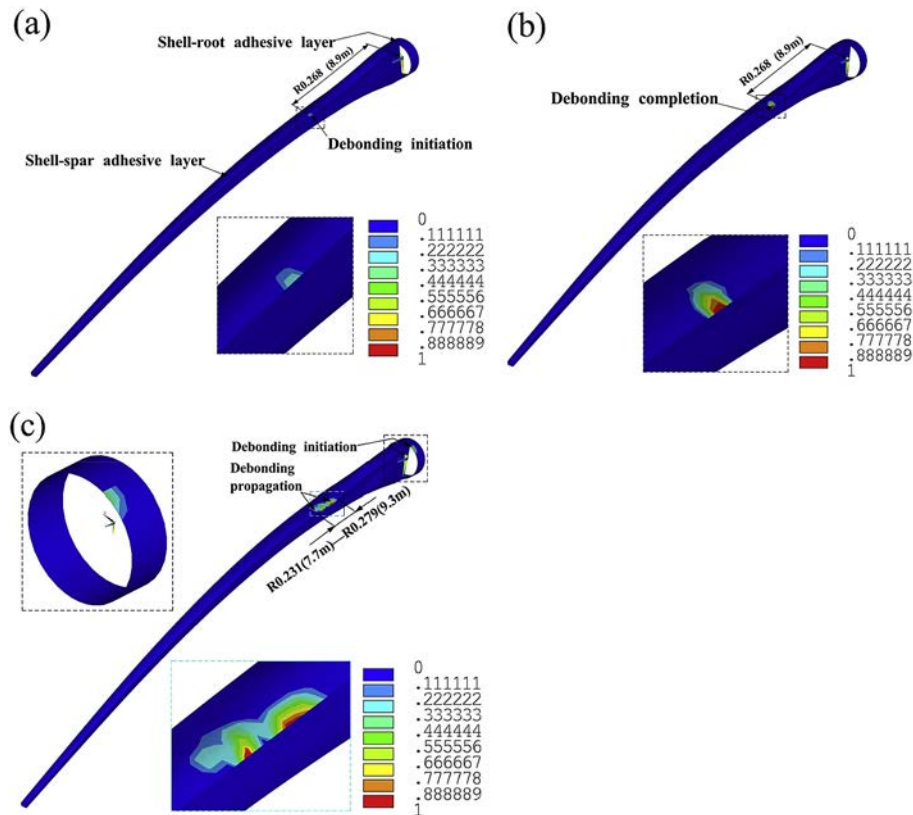 (a)
Shell-root adhesive layer
R0.268 (8.9m)
Debonding initiation
Shell-spar adhesive layer
0
.111111
.222222
.333333
.444444
.555556
.666667
.777778
.888889
1
(b)
R0.268 (8.9m)
Debonding completion
0
.111111
.222222
.333333
.444444
.555556
.666667
.777778
.888889
1
(c)
Debonding initiation
Debonding
propagation
R0.231(7.7m)—R0.279(9.3m)
0
.111111
.222222
.333333
.444444
.555556
.666667
.777778
.888889
1